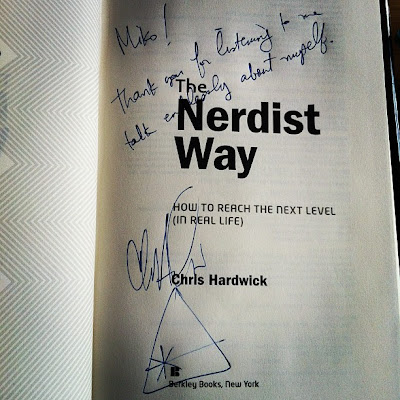 Miko!
Thank you for listening to me
talk endlessly about myself.
The
Nerdist
Way
HOW TO REACH THE NEXT LEVEL
(IN REAL LIFE)
Chris Hardwick
B
Berkley Books, New York